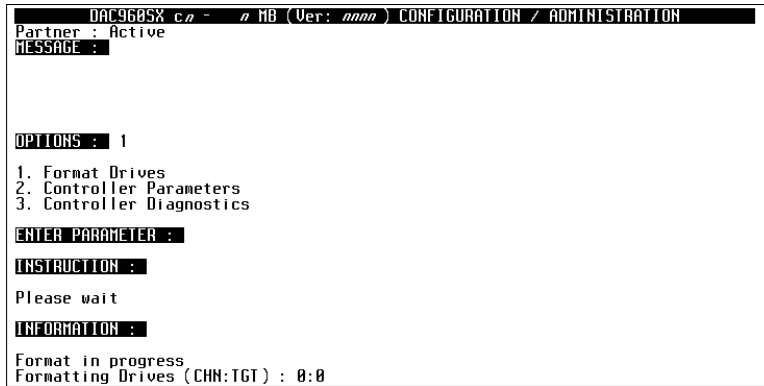 DAC960SX cn - n MB (Ver: nnnn) CONFIGURATION / ADMINISTRATION
Partner : Active
MESSAGE :
OPTIONS : 1
1. Format Drives
2. Controller Parameters
3. Controller Diagnostics
ENTER PARAMETER :
INSTRUCTION :
Please wait
INFORMATION :
Format in progress
Formatting Drives (CHN:TGT) : 0:0